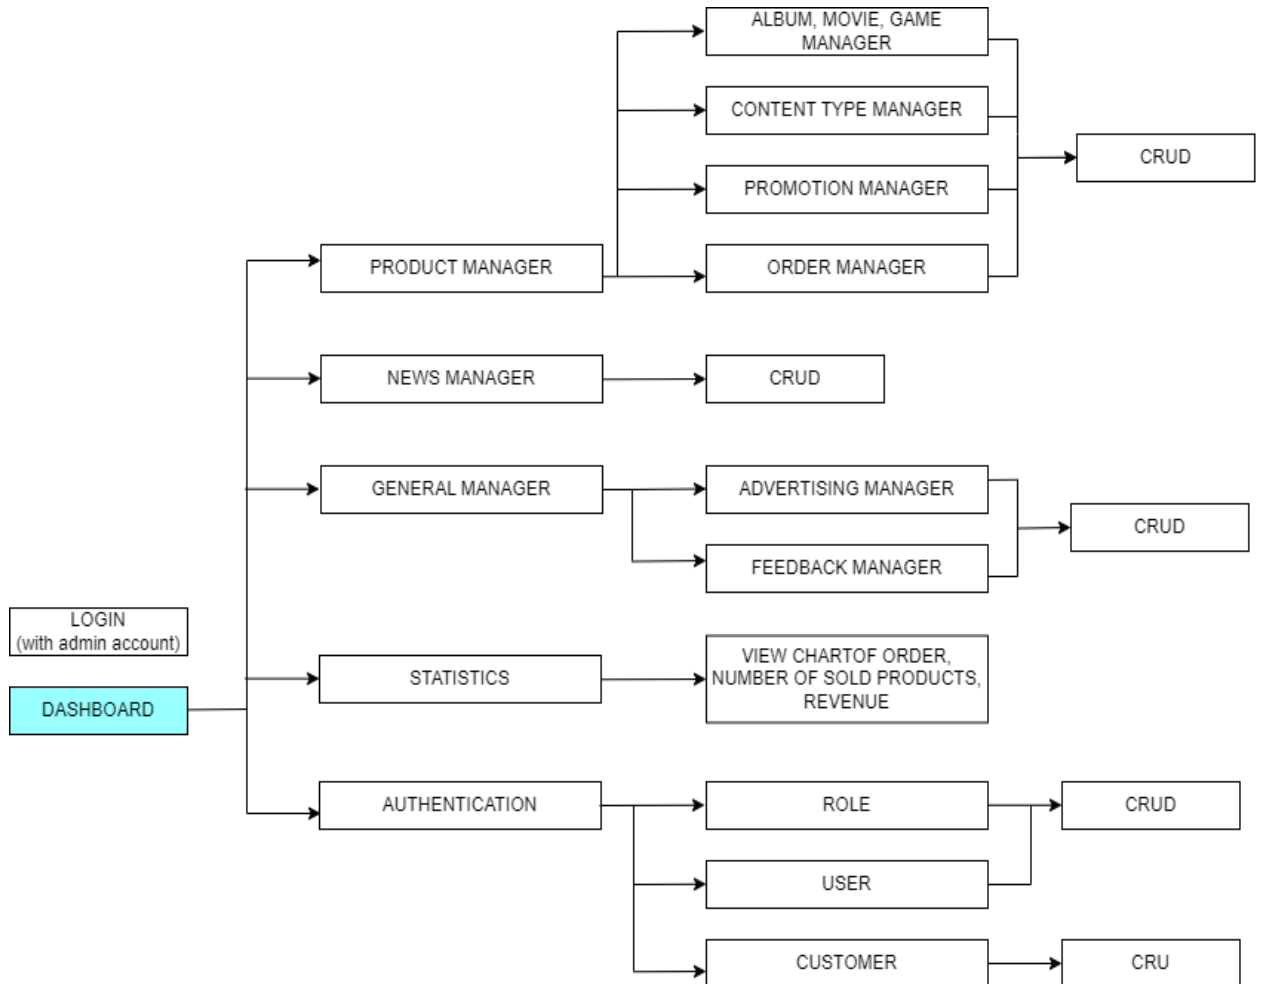 ALBUM, MOVIE, GAME
MANAGER
CONTENT TYPE MANAGER
CRUD
PROMOTION MANAGER
PRODUCT MANAGER
ORDER MANAGER
NEWS MANAGER
CRUD
GENERAL MANAGER
ADVERTISING MANAGER
CRUD
FEEDBACK MANAGER
LOGIN
(with admin account)
DASHBOARD
STATISTICS
VIEW CHARTOF ORDER,
NUMBER OF SOLD PRODUCTS,
REVENUE
AUTHENTICATION
ROLE
CRUD
USER
CUSTOMER
CRU